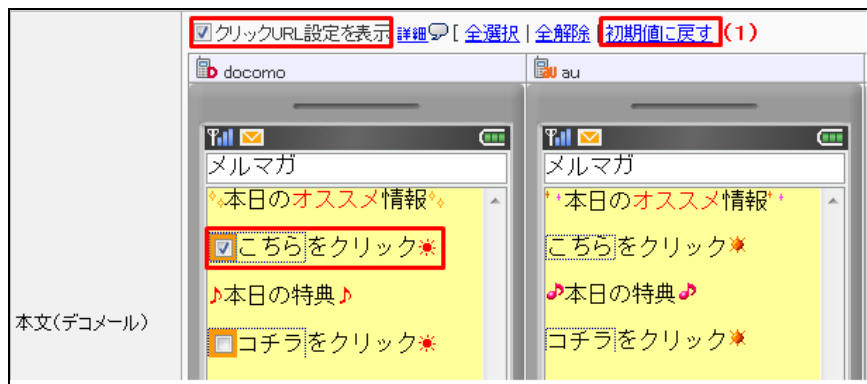 クリックURL設定を表示 詳細 [ 全選択 | 全解除 | 初期値に戻す (1)
docomo
au
メルマガ
メルマガ
本日のオススメ情報
本日のオススメ情報
こちらをクリック
こちらをクリック
♪本日の特典♪
♪本日の特典♪
本文(デコメール)
コチラをクリック
コチラをクリック